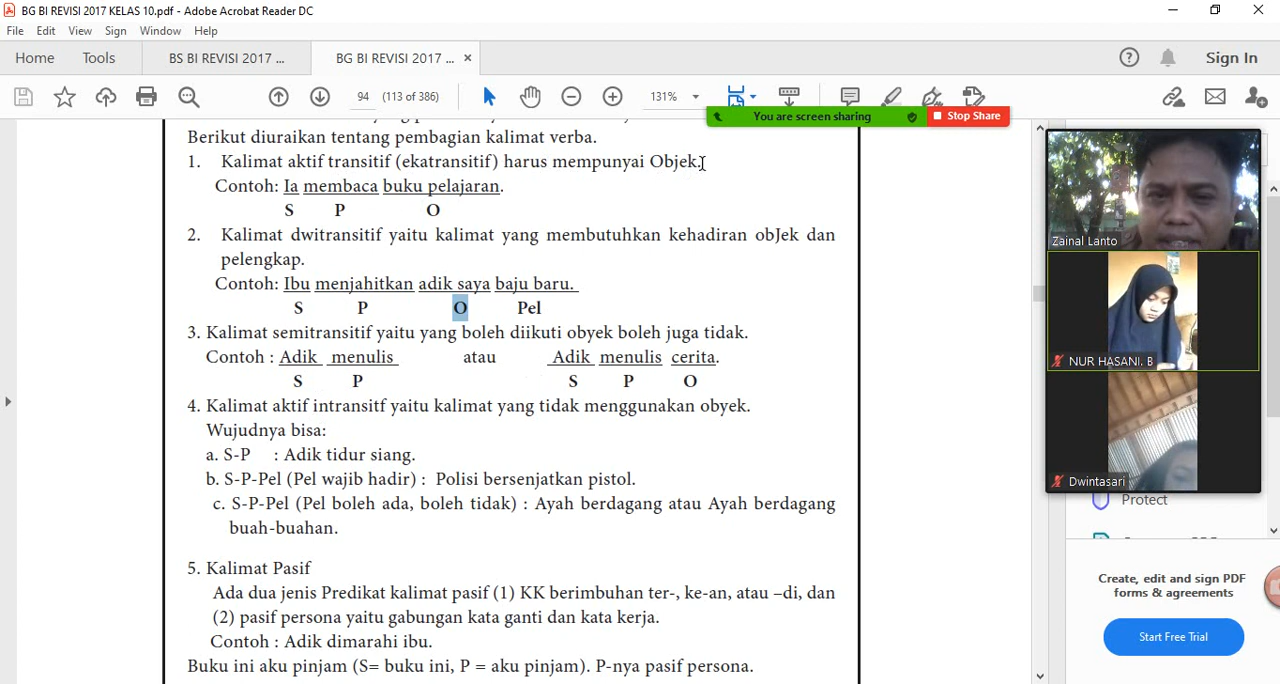 BG BI REVISI 2017 KELAS 10.pdf - Adobe Acrobat Reader DC
File Edit View Sign Window Help
Home Tools BS BI REVISI 2017 ... BG BI REVISI 2017 ... ×
Sign In
94 (113 of 386) 131%
You are screen sharing Stop Share
Berikut diuraikan tentang pembagian kalimat verba.
1. Kalimat aktif transitif (ekatransitif) harus mempunyai Objek.
Contoh: Ia membaca buku pelajaran.
S P O
2. Kalimat dwitransitif yaitu kalimat yang membutuhkan kehadiran obJek dan
pelengkap.
Contoh: Ibu menjahitkan adik saya baju baru.
S P O Pel
3. Kalimat semitransitif yaitu yang boleh diikuti obyek boleh juga tidak.
Contoh : Adik menulis atau Adik menulis cerita.
S P S P O
4. Kalimat aktif intransitf yaitu kalimat yang tidak menggunakan obyek.
Wujudnya bisa:
a. S-P : Adik tidur siang.
b. S-P-Pel (Pel wajib hadir) : Polisi bersenjatkan pistol.
c. S-P-Pel (Pel boleh ada, boleh tidak) : Ayah berdagang atau Ayah berdagang
buah-buahan.
5. Kalimat Pasif
Ada dua jenis Predikat kalimat pasif (1) KK berimbuhan ter-, ke-an, atau –di, dan
(2) pasif persona yaitu gabungan kata ganti dan kata kerja.
Contoh : Adik dimarahi ibu.
Buku ini aku pinjam (S= buku ini, P = aku pinjam). P-nya pasif persona.
Zainal Lanto
NUR HASANI. B
Dwintasari
Protect
Create, edit and sign PDF
forms & agreements
Start Free Trial